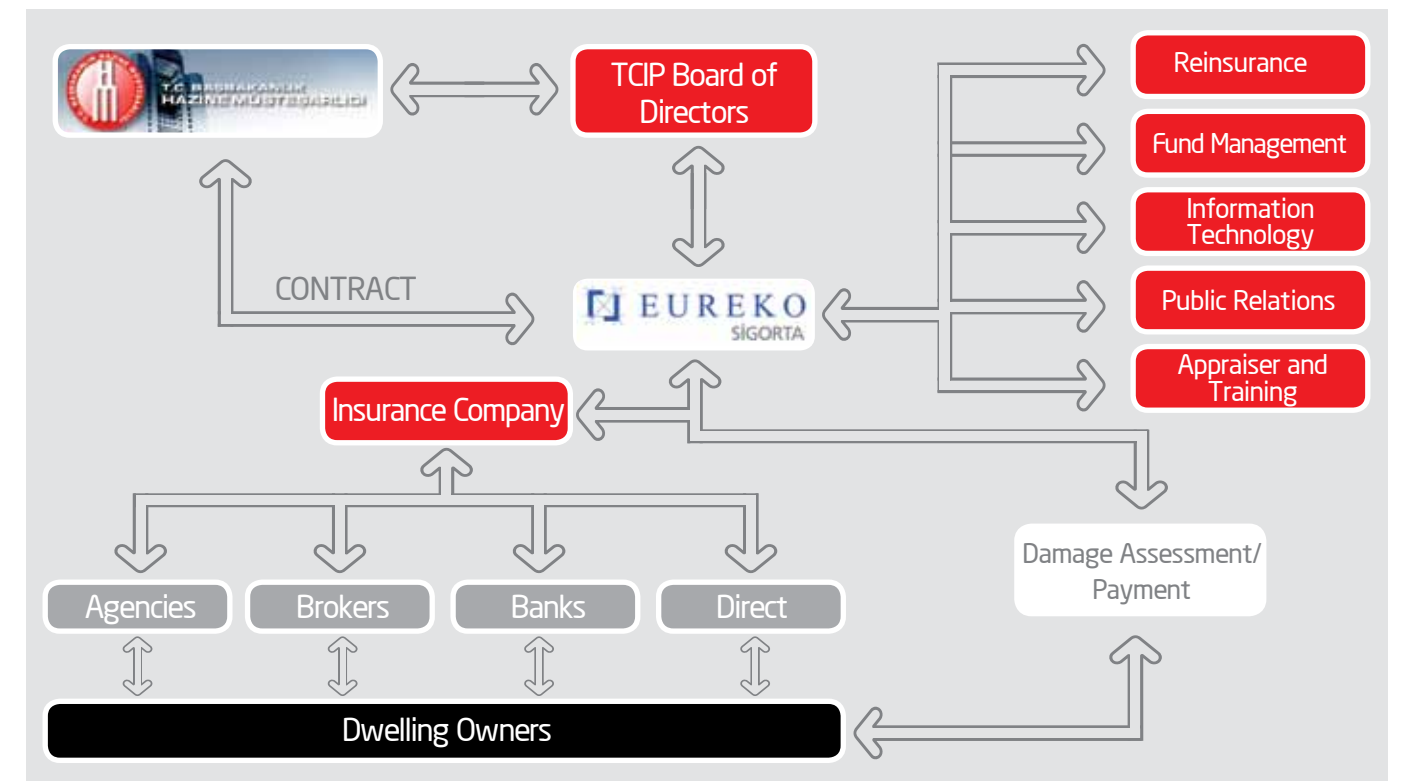 T.C. BAŞBAKANLIK
HAZİNE MÜSTEŞARLIĞI
TCIP Board of
Directors
Reinsurance
Fund Management
Information
Technology
Public Relations
Appraiser and
Training
CONTRACT
EUREKO
SİGORTA
Insurance Company
Agencies
Brokers
Banks
Direct
Damage Assessment/
Payment
Dwelling Owners